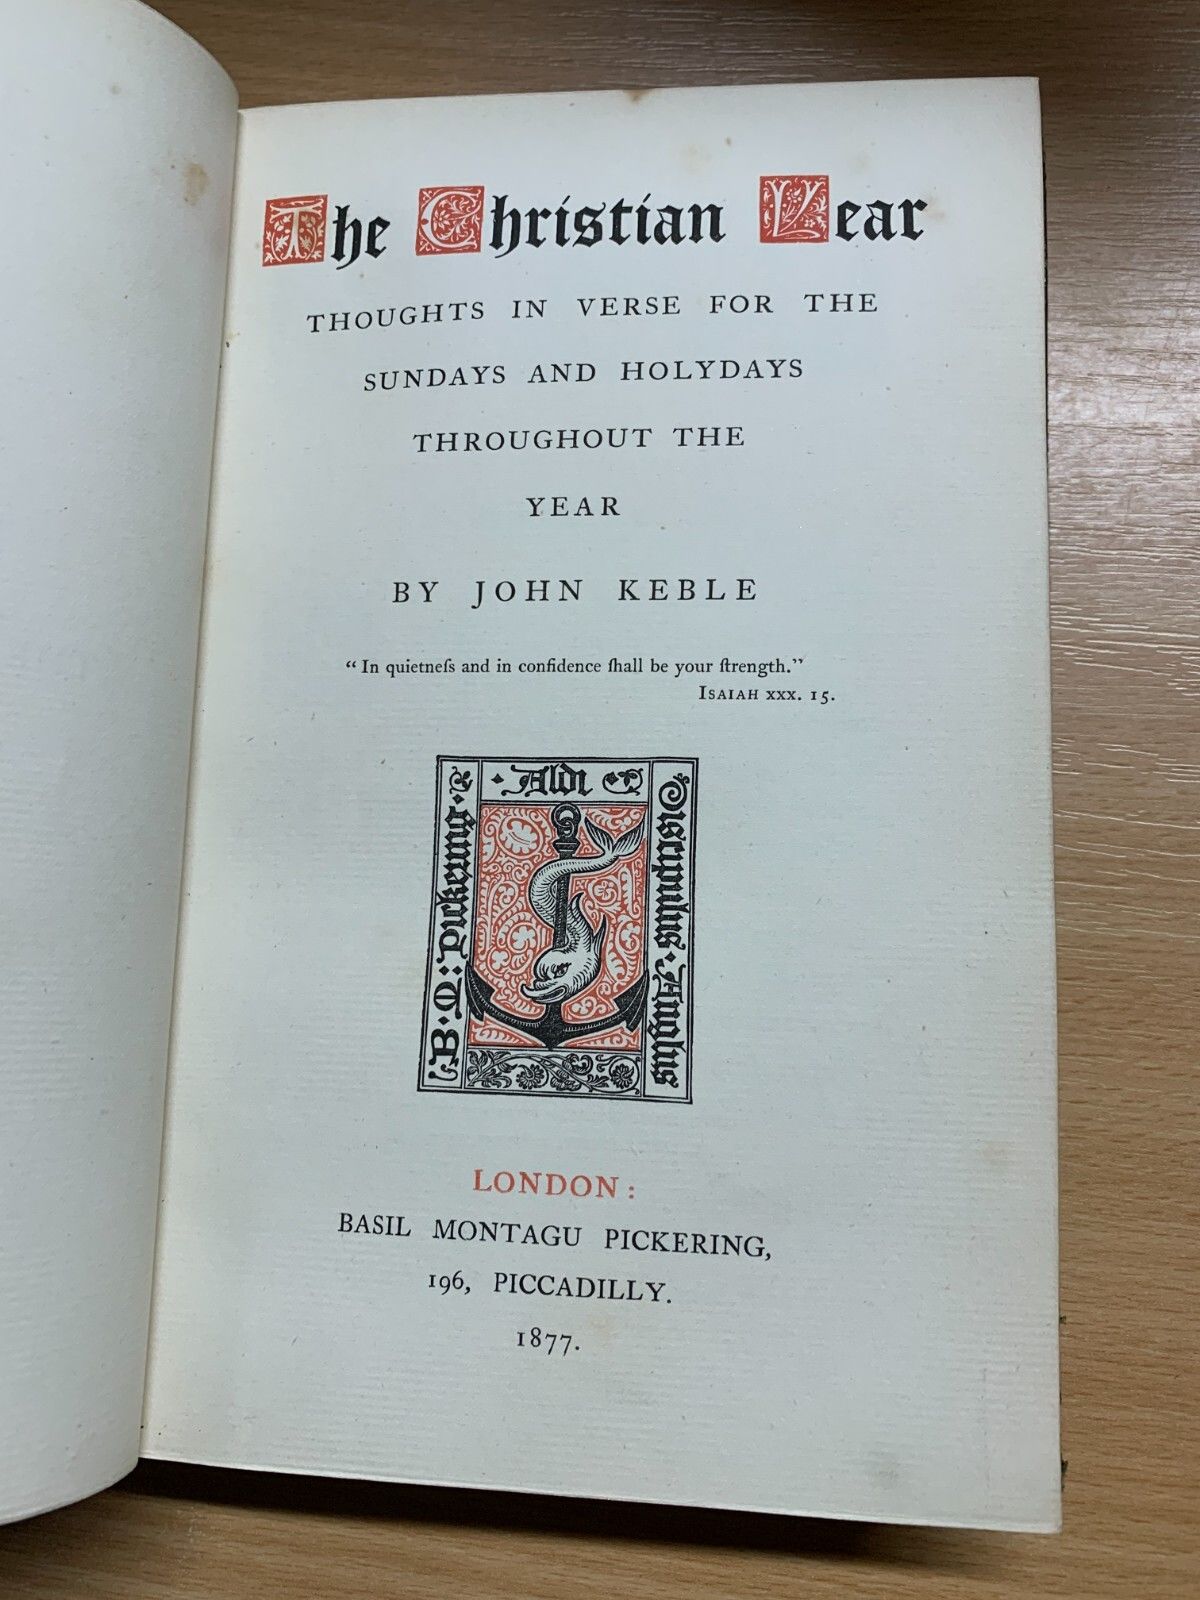 The Christian Year
THOUGHTS IN VERSE FOR THE
SUNDAYS AND HOLYDAYS
THROUGHOUT THE
YEAR
BY JOHN KEBLE
“In quietneſs and in confidence ſhall be your ſtrength.”
ISAIAH XXX. 15.
B. M: Pickering.
Aldi
Discipulus. Anglus
LONDON:
BASIL MONTAGU PICKERING,
196, PICCADILLY.
1877.